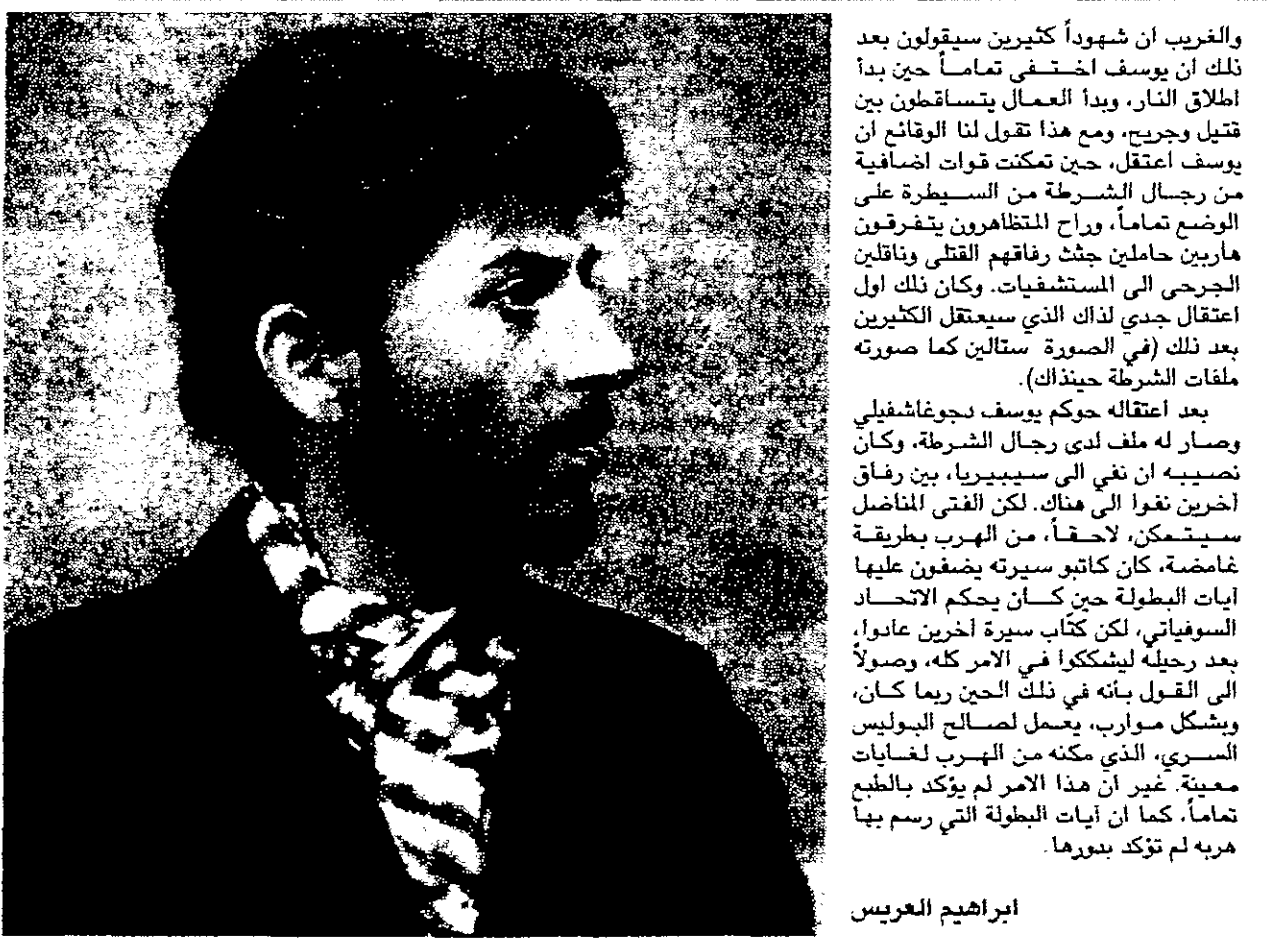 والغريب ان شهوداً كثيرين سيقولون بعد
ذلك ان يوسف اختفى تماماً حين بدأ
اطلاق النار، وبدأ العمال يتساقطون بين
قتيل وجريح، ومع هذا تقول لنا الوقائع ان
يوسف اعتقل، حين تمكنت قوات اضافية
من رجال الشرطة من السيطرة على
الوضع تماماً، وراح المتظاهرون يتفرقون
هاربين حاملين جثث رفاقهم القتلى وناقلين
الجرحى الى المستشفيات. وكان ذلك اول
اعتقال جدي لذاك الذي سيعتقل الكثيرين
بعد ذلك (في الصورة ستالين كما صورته
ملفات الشرطة حينذاك).
بعد اعتقاله حوكم يوسف دجوغاشفيلي
وصار له ملف لدى رجال الشرطة، وكان
نصيبه ان نفي الى سيبيريا، بين رفاق
آخرين نفوا الى هناك. لكن الفتى المناضل
سيتمكن، لاحقاً، من الهرب بطريقة
غامضة، كان كاتبو سيرته يضفون عليها
آيات البطولة حين كان يحكم الاتحاد
السوفياتي، لكن كتّاب سيرة آخرين عادوا،
بعد رحيله ليشككوا في الامر كله، وصولاً
الى القول بأنه في ذلك الحين ربما كان،
وبشكل موارب، يعمل لصالح البوليس
السري، الذي مكنه من الهرب لغايات
معينة. غير ان هذا الامر لم يؤكد بالطبع
تماماً، كما ان آيات البطولة التي رسم بها
هربه لم تؤكد بدورها.
ابراهيم العريس